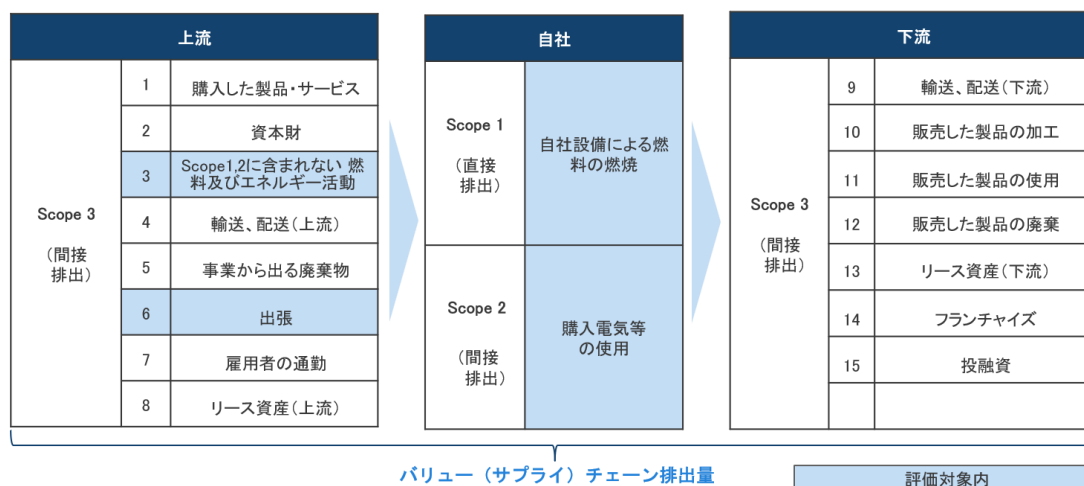 上流
Scope 3
(間接
排出)
1
購入した製品・サービス
2
資本財
3
Scope1,2に含まれない 燃
料及びエネルギー活動
4
輸送、配送(上流)
5
事業から出る廃棄物
6
出張
7
雇用者の通勤
8
リース資産(上流)
自社
Scope 1
(直接
排出)
自社設備による燃
料の燃焼
Scope 2
(間接
排出)
購入電気等
の使用
下流
Scope 3
(間接
排出)
9
輸送、配送(下流)
10
販売した製品の加工
11
販売した製品の使用
12
販売した製品の廃棄
13
リース資産(下流)
14
フランチャイズ
15
投融資
バリュー（サプライ）チェーン排出量
評価対象内